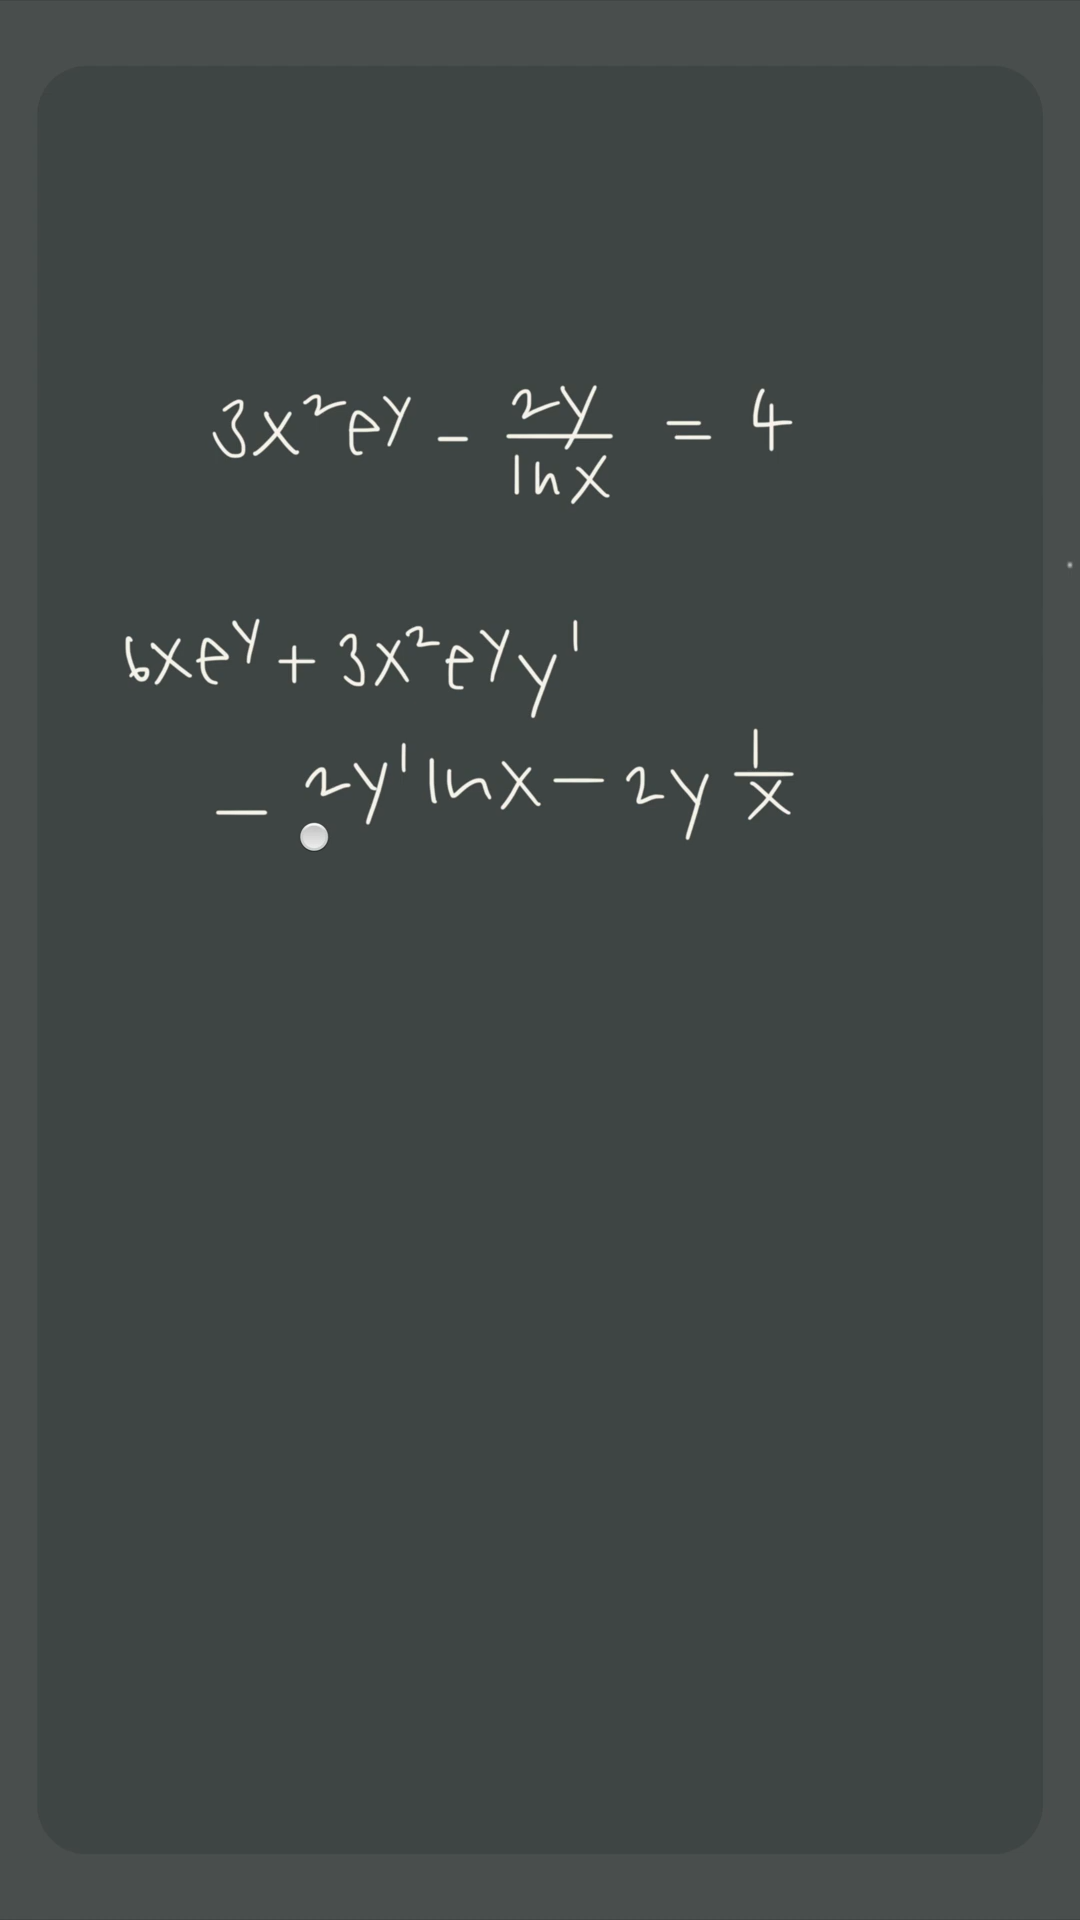 3x²eʸ - 2y/lnx = 4
6xeʸ + 3x²eʸy'
- 2y'lnx - 2y 1/x